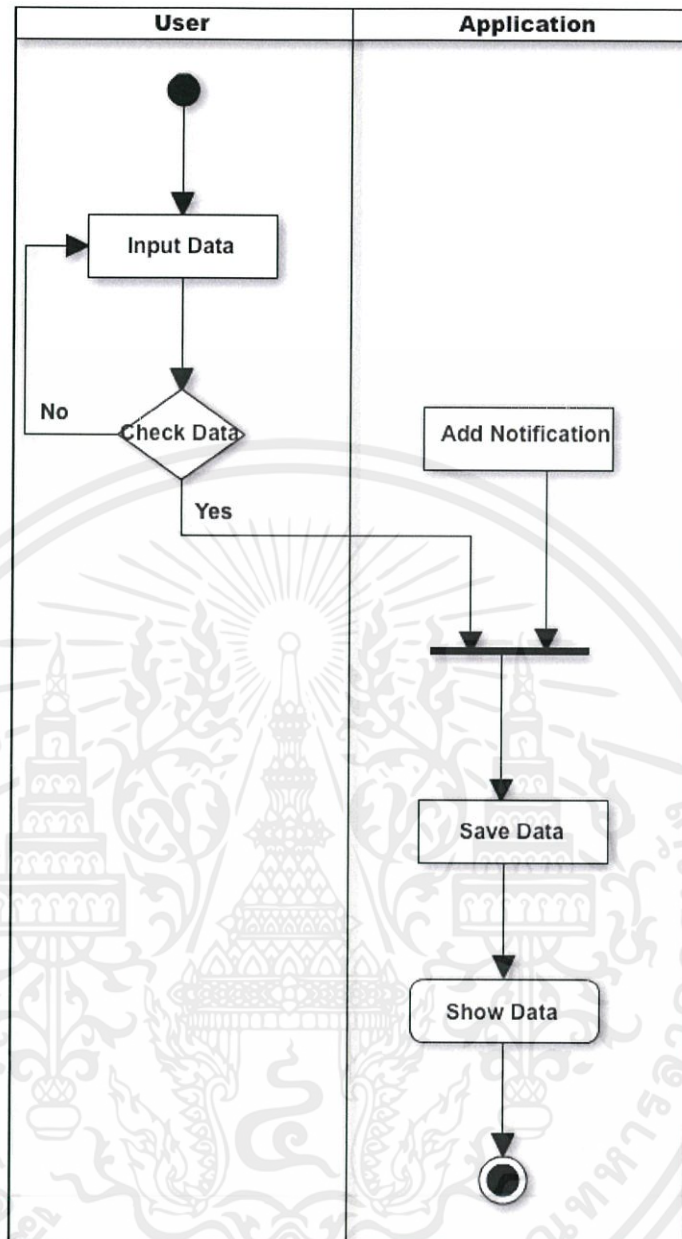 User
Application
Input Data
No
Check Data
Add Notification
Yes
Save Data
Show Data